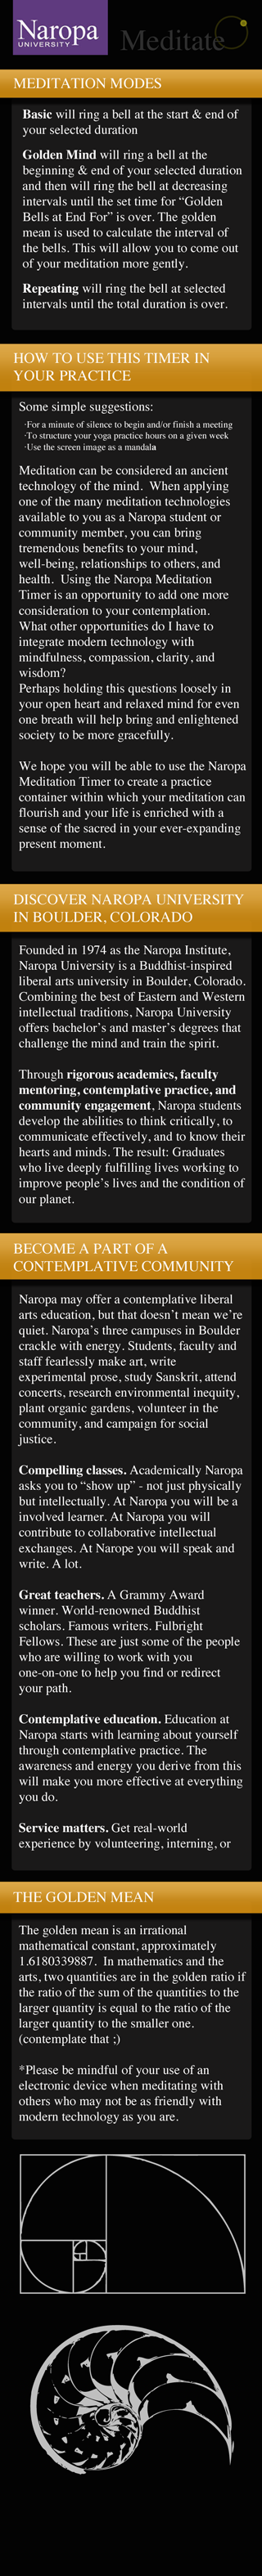 Naropa
UNIVERSITY
Meditate
MEDITATION MODES
Basic will ring a bell at the start & end of
your selected duration
Golden Mind will ring a bell at the
beginning & end of your selected duration
and then will ring the bell at decreasing
intervals until the set time for “Golden
Bells at End For” is over. The golden
mean is used to calculate the interval of
the bells. This will allow you to come out
of your meditation more gently.
Repeating will ring the bell at selected
intervals until the total duration is over.
HOW TO USE THIS TIMER IN
YOUR PRACTICE
Some simple suggestions:
·For a minute of silence to begin and/or finish a meeting
·To structure your yoga practice hours on a given week
·Use the screen image as a mandala
Meditation can be considered an ancient
technology of the mind. When applying
one of the many meditation technologies
available to you as a Naropa student or
community member, you can bring
tremendous benefits to your mind,
well-being, relationships to others, and
health. Using the Naropa Meditation
Timer is an opportunity to add one more
consideration to your contemplation.
What other opportunities do I have to
integrate modern technology with
mindfulness, compassion, clarity, and
wisdom?
Perhaps holding this questions loosely in
your open heart and relaxed mind for even
one breath will help bring and enlightened
society to be more gracefully.
We hope you will be able to use the Naropa
Meditation Timer to create a practice
container within which your meditation can
flourish and your life is enriched with a
sense of the sacred in your ever-expanding
present moment.
DISCOVER NAROPA UNIVERSITY
IN BOULDER, COLORADO
Founded in 1974 as the Naropa Institute,
Naropa University is a Buddhist-inspired
liberal arts university in Boulder, Colorado.
Combining the best of Eastern and Western
intellectual traditions, Naropa University
offers bachelor’s and master’s degrees that
challenge the mind and train the spirit.
Through rigorous academics, faculty
mentoring, contemplative practice, and
community engagement, Naropa students
develop the abilities to think critically, to
communicate effectively, and to know their
hearts and minds. The result: Graduates
who live deeply fulfilling lives working to
improve people’s lives and the condition of
our planet.
BECOME A PART OF A
CONTEMPLATIVE COMMUNITY
Naropa may offer a contemplative liberal
arts education, but that doesn’t mean we’re
quiet. Naropa’s three campuses in Boulder
crackle with energy. Students, faculty and
staff fearlessly make art, write
experimental prose, study Sanskrit, attend
concerts, research environmental inequity,
plant organic gardens, volunteer in the
community, and campaign for social
justice.
Compelling classes. Academically Naropa
asks you to “show up” - not just physically
but intellectually. At Naropa you will be a
involved learner. At Naropa you will
contribute to collaborative intellectual
exchanges. At Narope you will speak and
write. A lot.
Great teachers. A Grammy Award
winner. World-renowned Buddhist
scholars. Famous writers. Fulbright
Fellows. These are just some of the people
who are willing to work with you
one-on-one to help you find or redirect
your path.
Contemplative education. Education at
Naropa starts with learning about yourself
through contemplative practice. The
awareness and energy you derive from this
will make you more effective at everything
you do.
Service matters. Get real-world
experience by volunteering, interning, or
THE GOLDEN MEAN
The golden mean is an irrational
mathematical constant, approximately
1.6180339887. In mathematics and the
arts, two quantities are in the golden ratio if
the ratio of the sum of the quantities to the
larger quantity is equal to the ratio of the
larger quantity to the smaller one.
(contemplate that ;)
*Please be mindful of your use of an
electronic device when meditating with
others who may not be as friendly with
modern technology as you are.